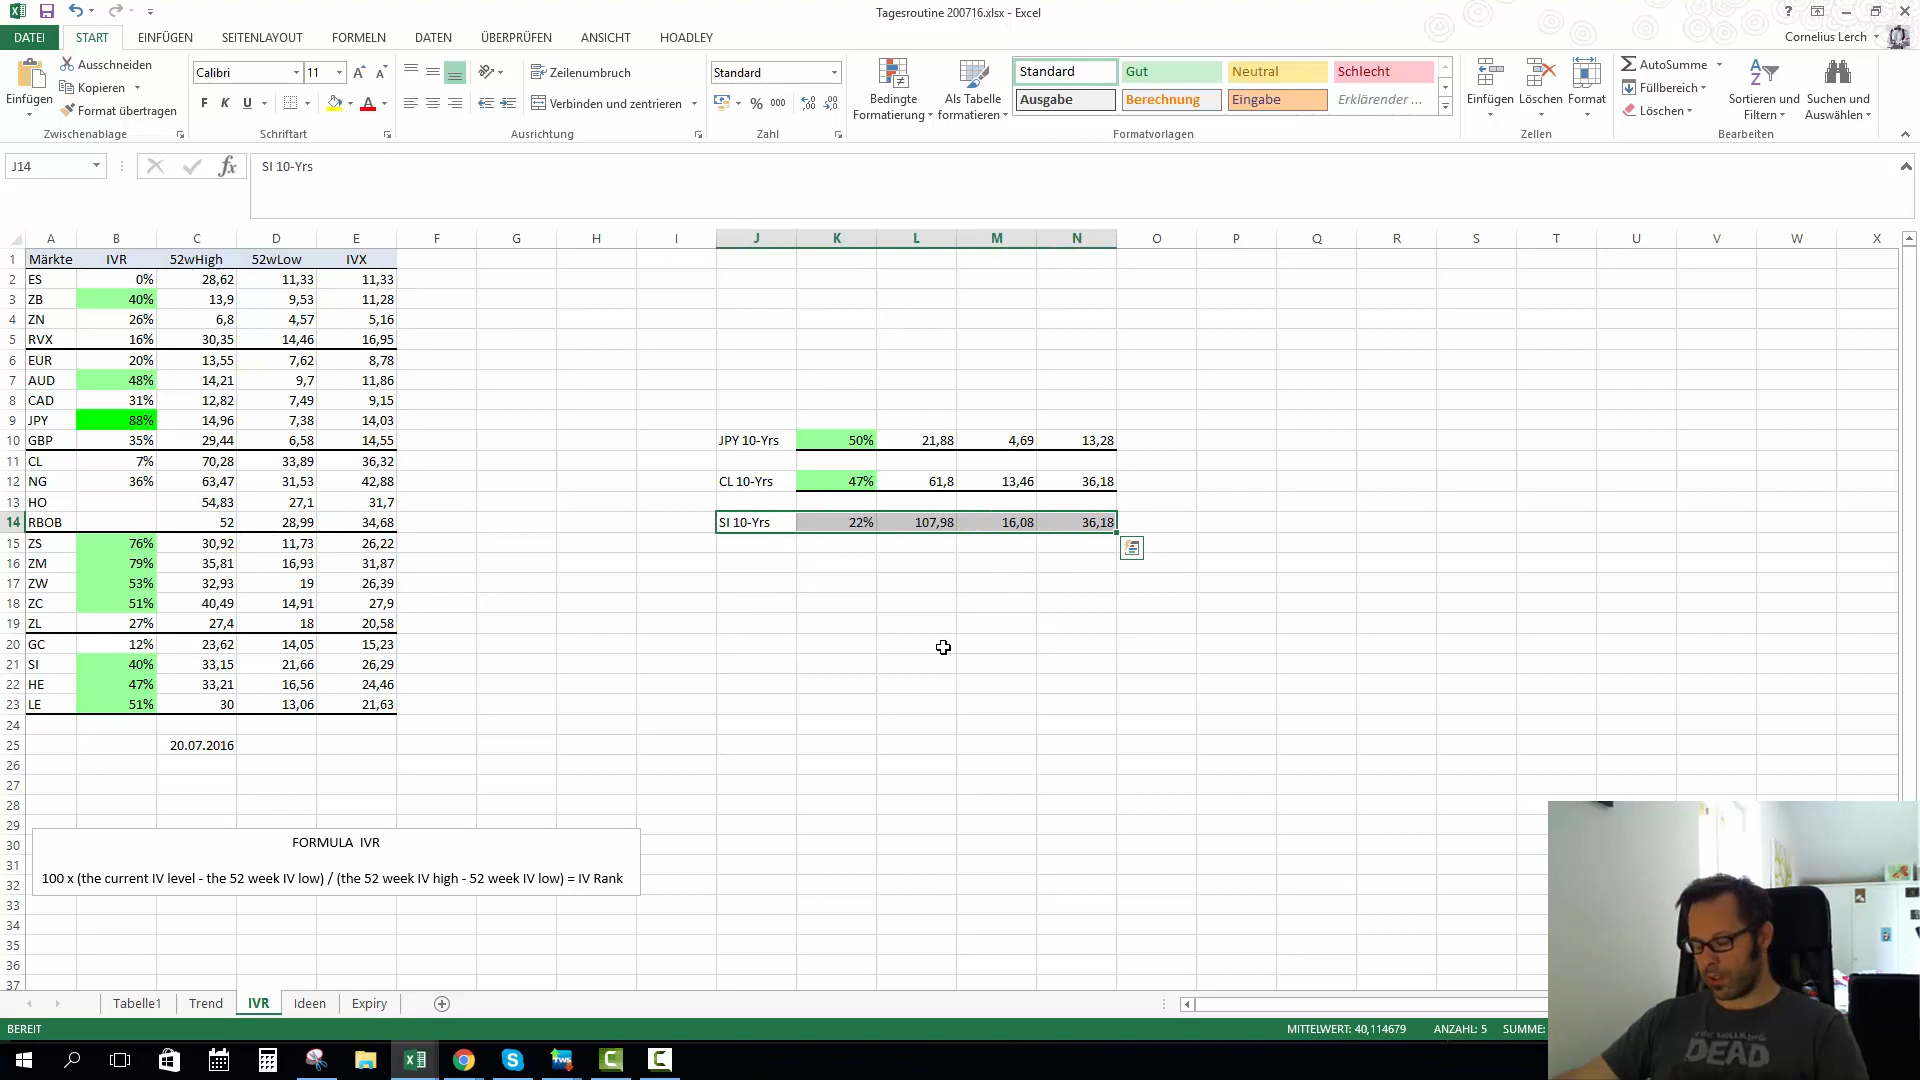 Tagesroutine 200716.xlsx - Excel
DATEI START EINFÜGEN SEITENLAYOUT FORMELN DATEN ÜBERPRÜFEN ANSICHT HOADLEY Cornelius Lerch
Einfügen
Ausschneiden
Kopieren
Format übertragen
Zwischenablage
Calibri 11
F K U
Schriftart
Zeilenumbruch
Verbinden und zentrieren
Ausrichtung
Standard
% 000
Zahl
Bedingte Formatierung
Als Tabelle formatieren
Standard Gut Neutral Schlecht
Ausgabe Berechnung Eingabe Erklärender ...
Formatvorlagen
Einfügen Löschen Format
Zellen
AutoSumme
Füllbereich
Löschen
Sortieren und Filtern
Suchen und Auswählen
Bearbeiten
J14 fx SI 10-Yrs
A B C D E F G H I J K L M N O P Q R S T U V W X
1 Märkte IVR 52wHigh 52wLow IVX
2 ES 0% 28,62 11,33 11,33
3 ZB 40% 13,9 9,53 11,28
4 ZN 26% 6,8 4,57 5,16
5 RVX 16% 30,35 14,46 16,95
6 EUR 20% 13,55 7,62 8,78
7 AUD 48% 14,21 9,7 11,86
8 CAD 31% 12,82 7,49 9,15
9 JPY 88% 14,96 7,38 14,03
10 GBP 35% 29,44 6,58 14,55 JPY 10-Yrs 50% 21,88 4,69 13,28
11 CL 7% 70,28 33,89 36,32
12 NG 36% 63,47 31,53 42,88 CL 10-Yrs 47% 61,8 13,46 36,18
13 HO 54,83 27,1 31,7
14 RBOB 52 28,99 34,68 SI 10-Yrs 22% 107,98 16,08 36,18
15 ZS 76% 30,92 11,73 26,22
16 ZM 79% 35,81 16,93 31,87
17 ZW 53% 32,93 19 26,39
18 ZC 51% 40,49 14,91 27,9
19 ZL 27% 27,4 18 20,58
20 GC 12% 23,62 14,05 15,23
21 SI 40% 33,15 21,66 26,29
22 HE 47% 33,21 16,56 24,46
23 LE 51% 30 13,06 21,63
24
25 20.07.2016
26
27
28
29
30 FORMULA IVR
31
32 100 x (the current IV level - the 52 week IV low) / (the 52 week IV high - 52 week IV low) = IV Rank
33
34
35
36
37
Tabelle1 Trend IVR Ideen Expiry
BEREIT MITTELWERT: 40,114679 ANZAHL: 5 SUMME:
TWS
DEAD